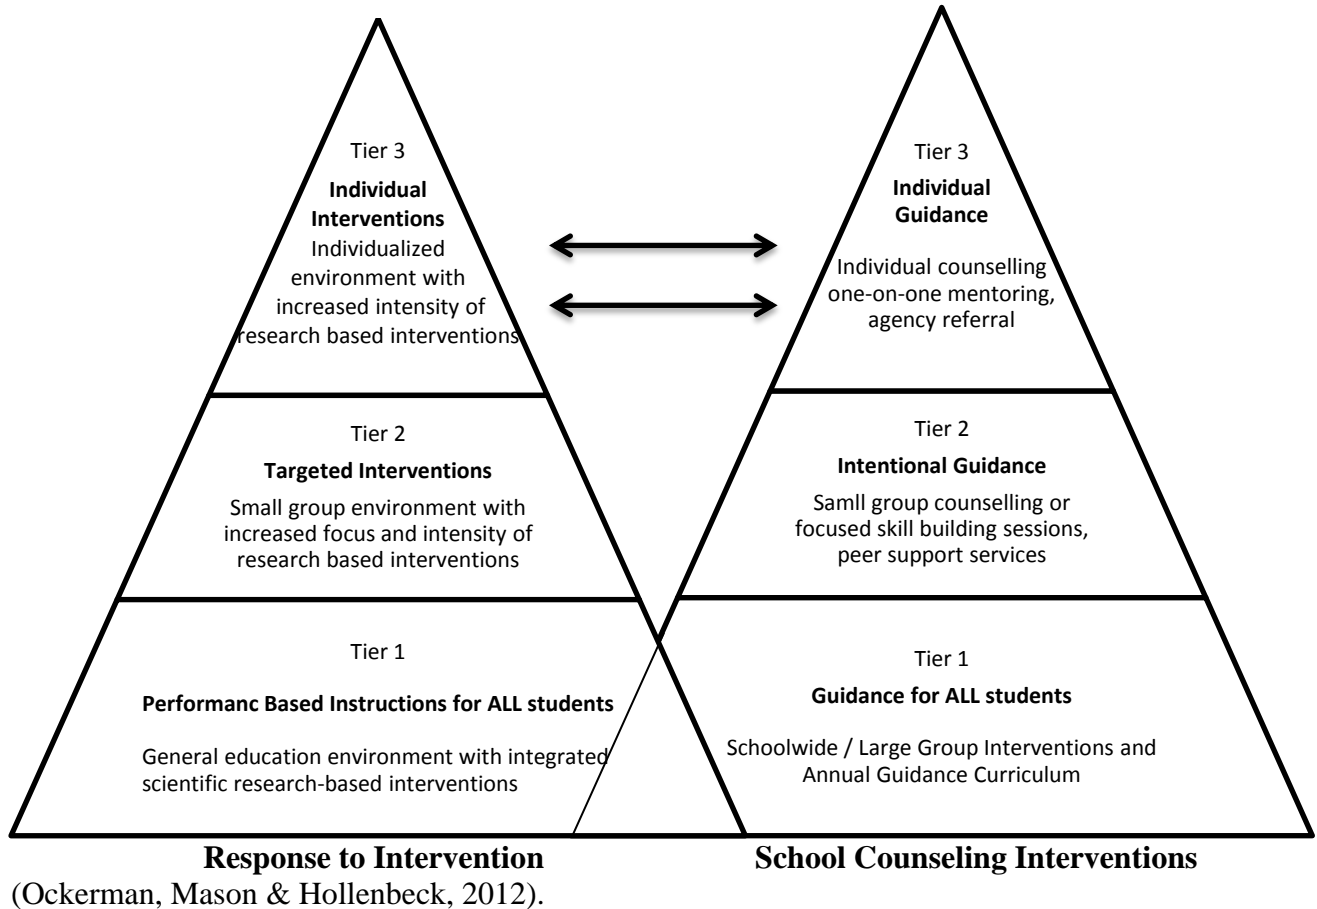 Tier 3
Individual
Interventions
Individualized
environment with
increased intensity of
research based interventions
Tier 2
Targeted Interventions
Small group environment with
increased focus and intensity of
research based interventions
Tier 1
Performanc Based Instructions for ALL students
General education environment with integrated
scientific research-based interventions
Tier 3
Individual
Guidance
Individual counselling
one-on-one mentoring,
agency referral
Tier 2
Intentional Guidance
Samll group counselling or
focused skill building sessions,
peer support services
Tier 1
Guidance for ALL students
Schoolwide / Large Group Interventions and
Annual Guidance Curriculum
Response to Intervention
School Counseling Interventions
(Ockerman, Mason & Hollenbeck, 2012).